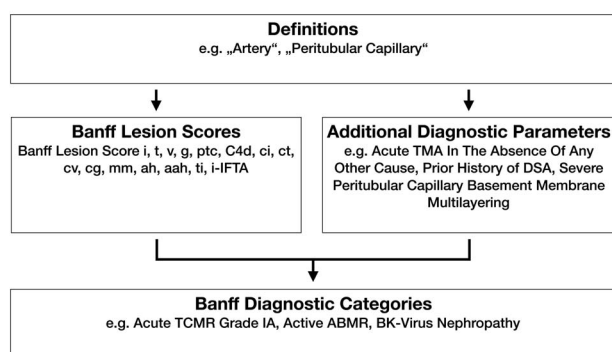 Definitions
e.g. „Artery“, „Peritubular Capillary“
Banff Lesion Scores
Banff Lesion Score i, t, v, g, ptc, C4d, ci, ct,
cv, cg, mm, ah, aah, ti, i-IFTA
Additional Diagnostic Parameters
e.g. Acute TMA In The Absence Of Any
Other Cause, Prior History of DSA, Severe
Peritubular Capillary Basement Membrane
Multilayering
Banff Diagnostic Categories
e.g. Acute TCMR Grade IA, Active ABMR, BK-Virus Nephropathy